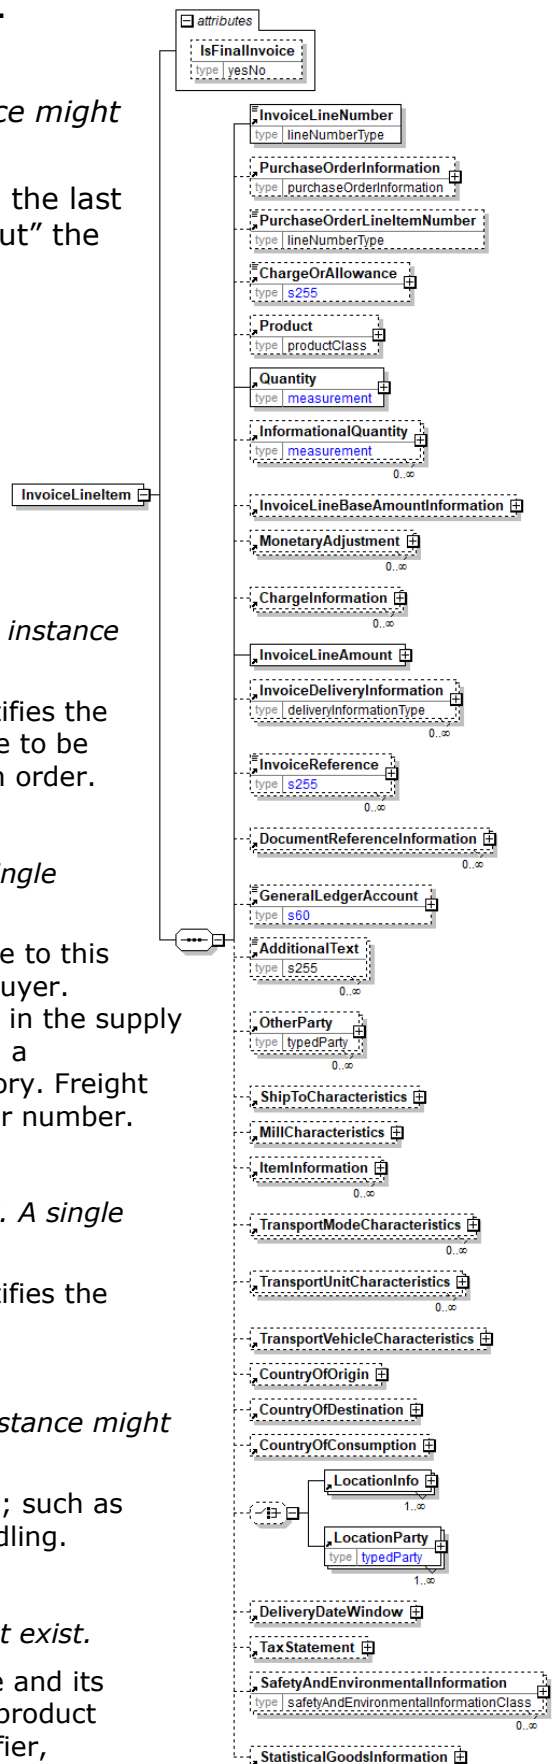 .
attributes
IsFinalInvoice
type yesNo
ce might
InvoiceLineNumber
type lineNumberType
PurchaseOrderInformation
type purchaseOrderInformation
the last
ut” the
PurchaseOrderLineItemNumber
type lineNumberType
ChargeOrAllowance
type s255
Product
type productClass
Quantity
type measurement
InformationalQuantity
type measurement
0..∞
InvoiceLineItem
InvoiceLineBaseAmountInformation
MonetaryAdjustment
0..∞
ChargeInformation
0..∞
instance
InvoiceLineAmount
InvoiceDeliveryInformation
type deliveryInformationType
0..∞
tifies the
e to be
n order.
InvoiceReference
type s255
0..∞
DocumentReferenceInformation
0..∞
ingle
GeneralLedgerAccount
type s60
e to this
uyer.
in the supply
a
ory. Freight
r number.
AdditionalText
type s255
0..∞
OtherParty
type typedParty
0..∞
ShipToCharacteristics
MillCharacteristics
ItemInformation
0..∞
. A single
TransportModeCharacteristics
0..∞
tifies the
TransportUnitCharacteristics
0..∞
TransportVehicleCharacteristics
CountryOfOrigin
CountryOfDestination
stance might
CountryOfConsumption
LocationInfo
1..∞
; such as
dling.
LocationParty
type typedParty
1..∞
DeliveryDateWindow
t exist.
TaxStatement
e and its
product
fier,
SafetyAndEnvironmentalInformation
type safetyAndEnvironmentalInformationClass
0..∞
StatisticalGoodsInformation